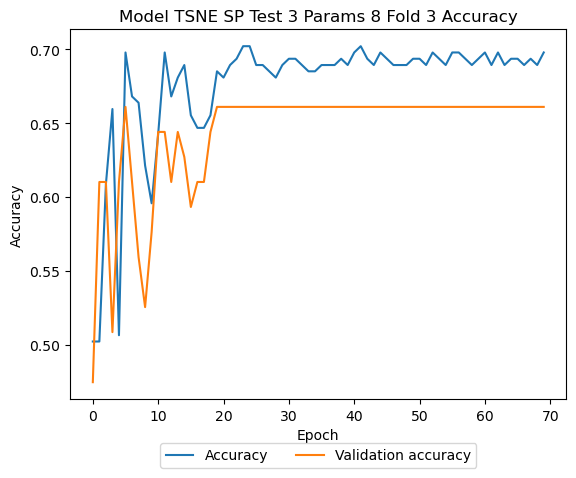 Model TSNE SP Test 3 Params 8 Fold 3 Accuracy
0.70
0.65
0.60
0.55
0.50
Accuracy
0 10 20 30 40 50 60 70
Epoch
Accuracy Validation accuracy